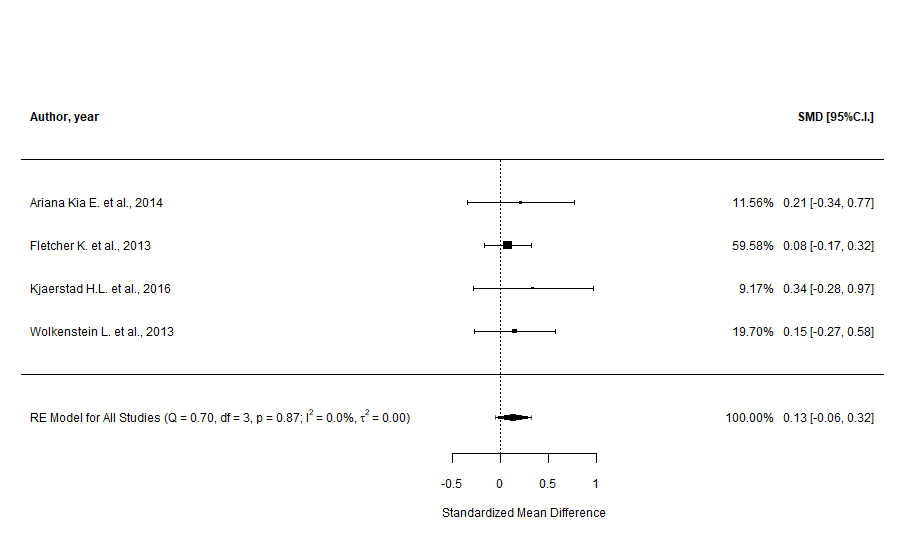 Author, year SMD [95%C.I.]
Ariana Kia E. et al., 2014 11.56% 0.21 [-0.34, 0.77]
Fletcher K. et al., 2013 59.58% 0.08 [-0.17, 0.32]
Kjaerstad H.L. et al., 2016 9.17% 0.34 [-0.28, 0.97]
Wolkenstein L. et al., 2013 19.70% 0.15 [-0.27, 0.58]
RE Model for All Studies (Q = 0.70, df = 3, p = 0.87; I² = 0.0%, τ² = 0.00) 100.00% 0.13 [-0.06, 0.32]
-0.5 0 0.5 1
Standardized Mean Difference